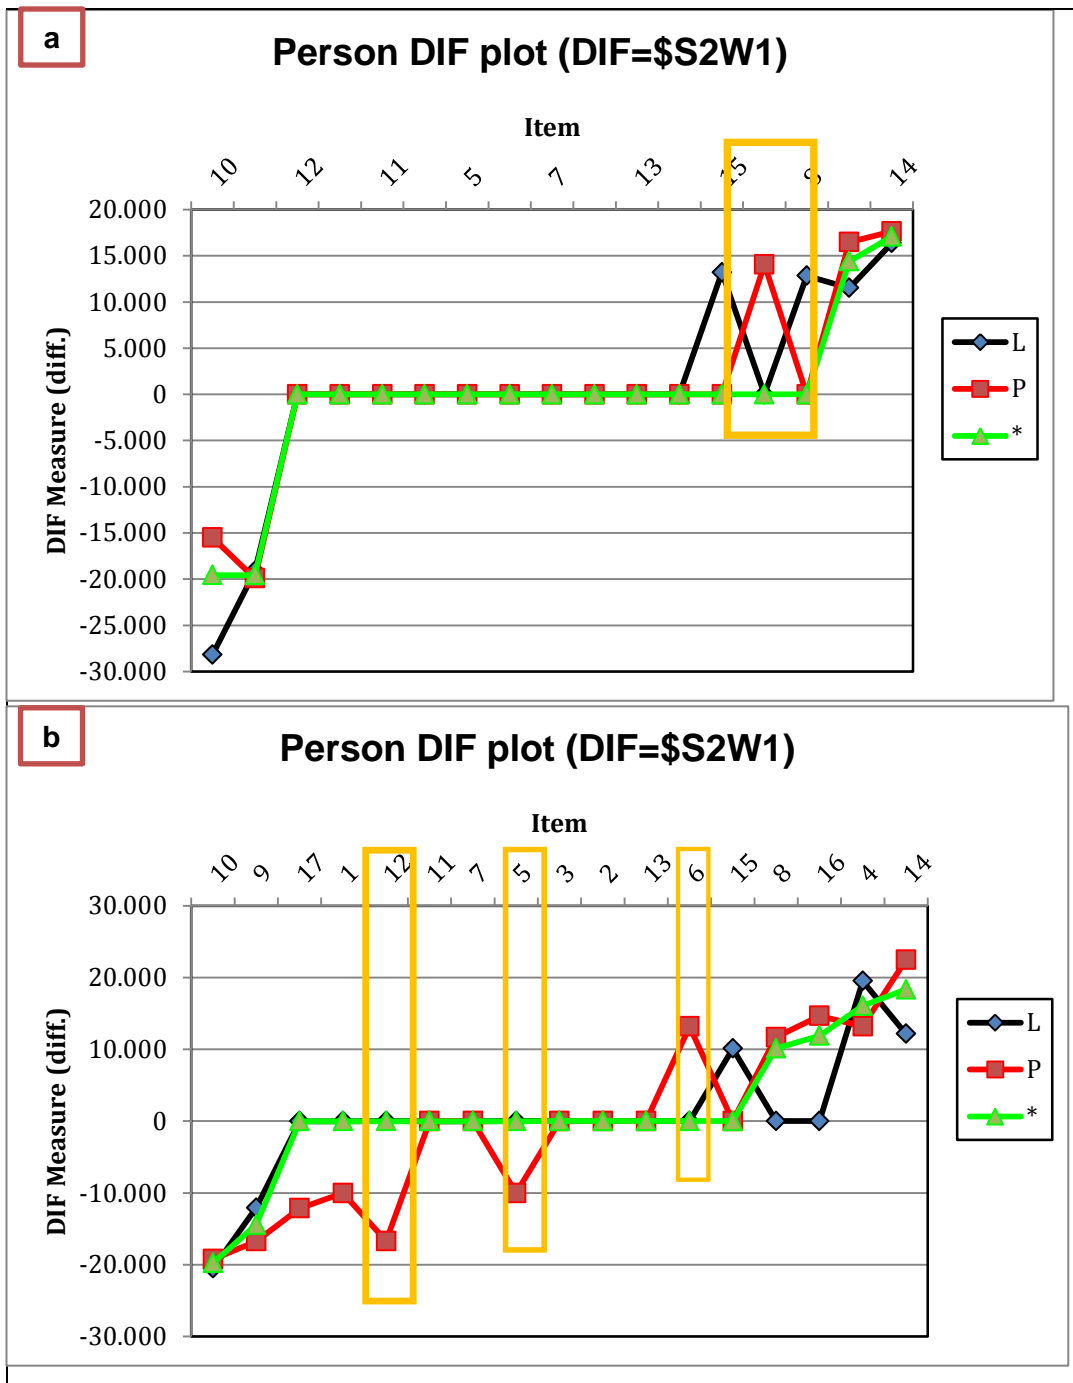 a
Person DIF plot (DIF=$S2W1)
Item
10 12 11 5 7 13 15 8 14
20.000
15.000
10.000
5.000
0
-5.000
-10.000
-15.000
-20.000
-25.000
-30.000
DIF Measure (diff.)
L
P
*
b
Person DIF plot (DIF=$S2W1)
Item
10 9 17 1 12 11 7 5 3 2 13 6 15 8 16 4 14
30.000
20.000
10.000
0
-10.000
-20.000
-30.000
DIF Measure (diff.)
L
P
*